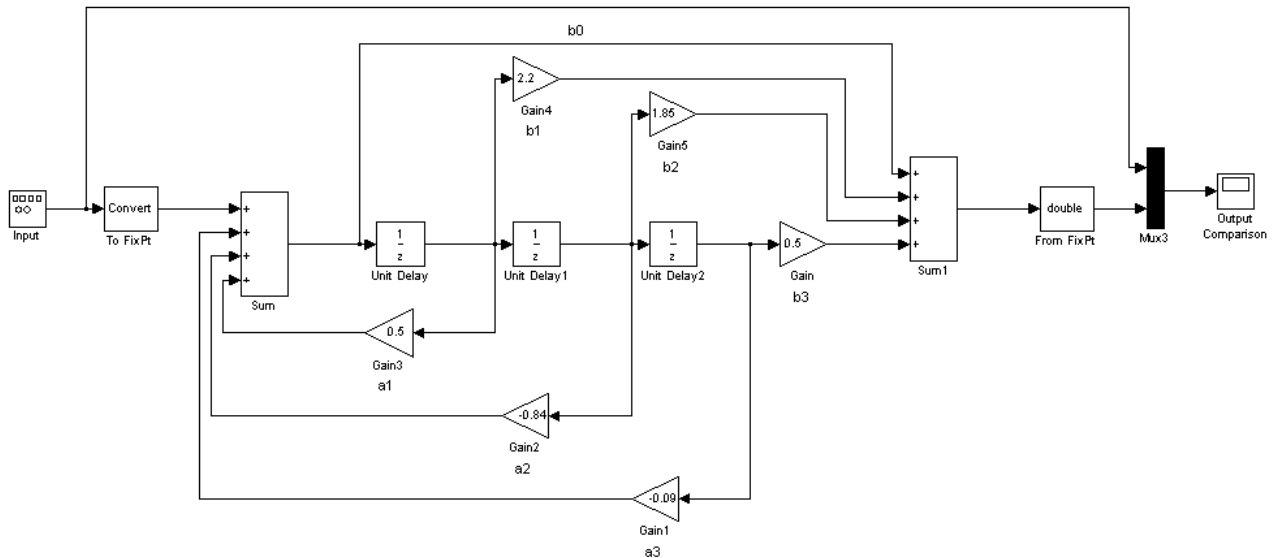 b0
2.2
Gain4
b1
1.85
Gain5
b2
Input
Convert
To FixPt
+
+
+
+
Sum
1
z
Unit Delay
1
z
Unit Delay1
1
z
Unit Delay2
0.5
Gain
b3
+
+
+
+
Sum1
double
From FixPt
Mux3
Output
Comparison
0.5
Gain3
a1
-0.84
Gain2
a2
-0.09
Gain1
a3